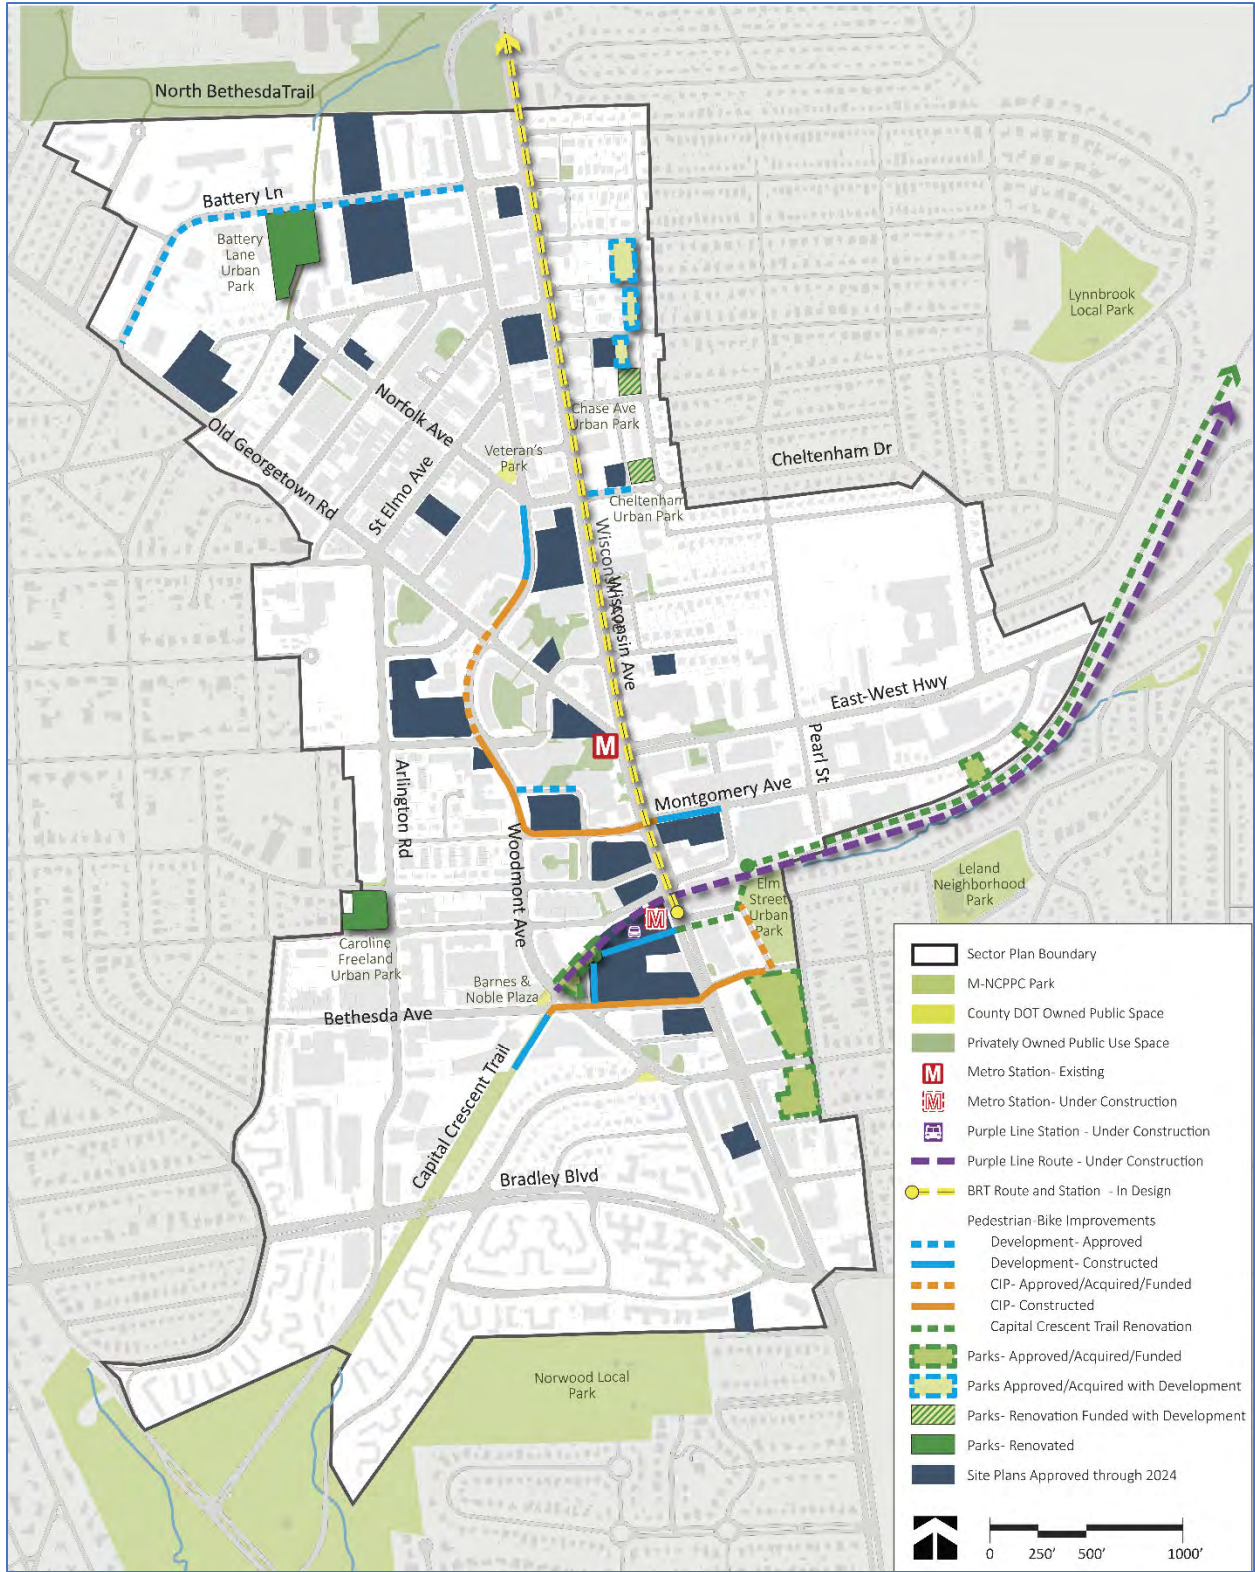 North BethesdaTrail
Battery Ln
Battery
Lane
Urban
Park
Lynnbrook
Local Park
Norfolk Ave
Chase Ave
Urban Park
Old Georgetown Rd
St Elmo Ave
Veteran's
Park
Cheltenham Dr
Cheltenham
Urban Park
Wisconsin Ave
Wisconsin Ave
East-West Hwy
Pearl St
M
Arlington Rd
Montgomery Ave
Woodmont Ave
Elm
Street
Urban
Park
Leland
Neighborhood
Park
M
Caroline
Freeland
Urban Park
Barnes &
Noble Plaza
Bethesda Ave
Capital Crescent Trail
Bradley Blvd
Norwood Local
Park
Sector Plan Boundary
M-NCPPC Park
County DOT Owned Public Space
Privately Owned Public Use Space
M Metro Station- Existing
M Metro Station- Under Construction
Purple Line Station - Under Construction
Purple Line Route - Under Construction
BRT Route and Station - In Design
Pedestrian-Bike Improvements
Development- Approved
Development- Constructed
CIP- Approved/Acquired/Funded
CIP- Constructed
Capital Crescent Trail Renovation
Parks- Approved/Acquired/Funded
Parks Approved/Acquired with Development
Parks- Renovation Funded with Development
Parks- Renovated
Site Plans Approved through 2024
0 250' 500' 1000'